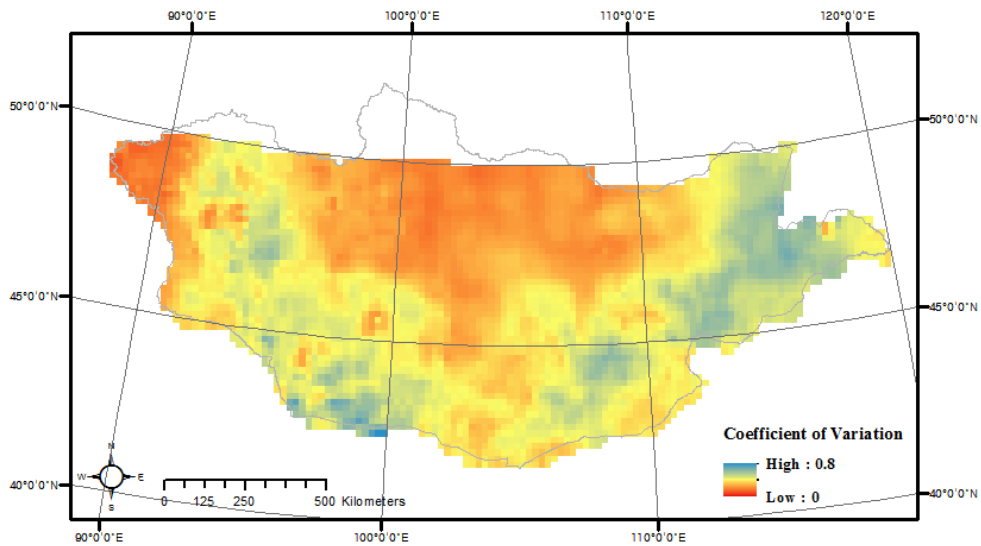 90°0'0"E 100°0'0"E 110°0'0"E 120°0'0"E
50°0'0"N 50°0'0"N
45°0'0"N 45°0'0"N
Coefficient of Variation
High : 0.8
Low : 0
N
W E
S
0 125 250 500 Kilometers
40°0'0"N 40°0'0"N
90°0'0"E 100°0'0"E 110°0'0"E